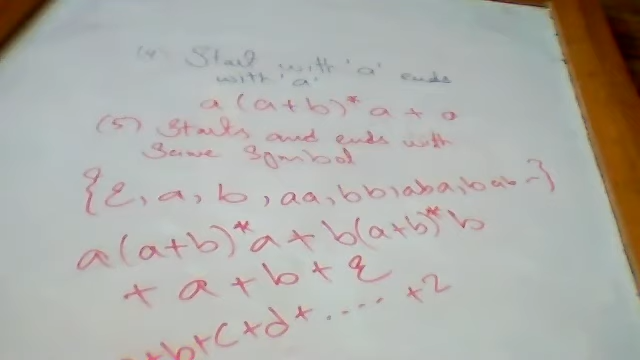 (4) Start with 'a' ends
with 'a'
a (a+b)* a + a
(5) Starts and ends with
Same Symbol
{ε, a, b, aa, bb, aba, bab -}
a(a+b)*a + b(a+b)*b
+ a + b + ε
+b+c+d+.....+z